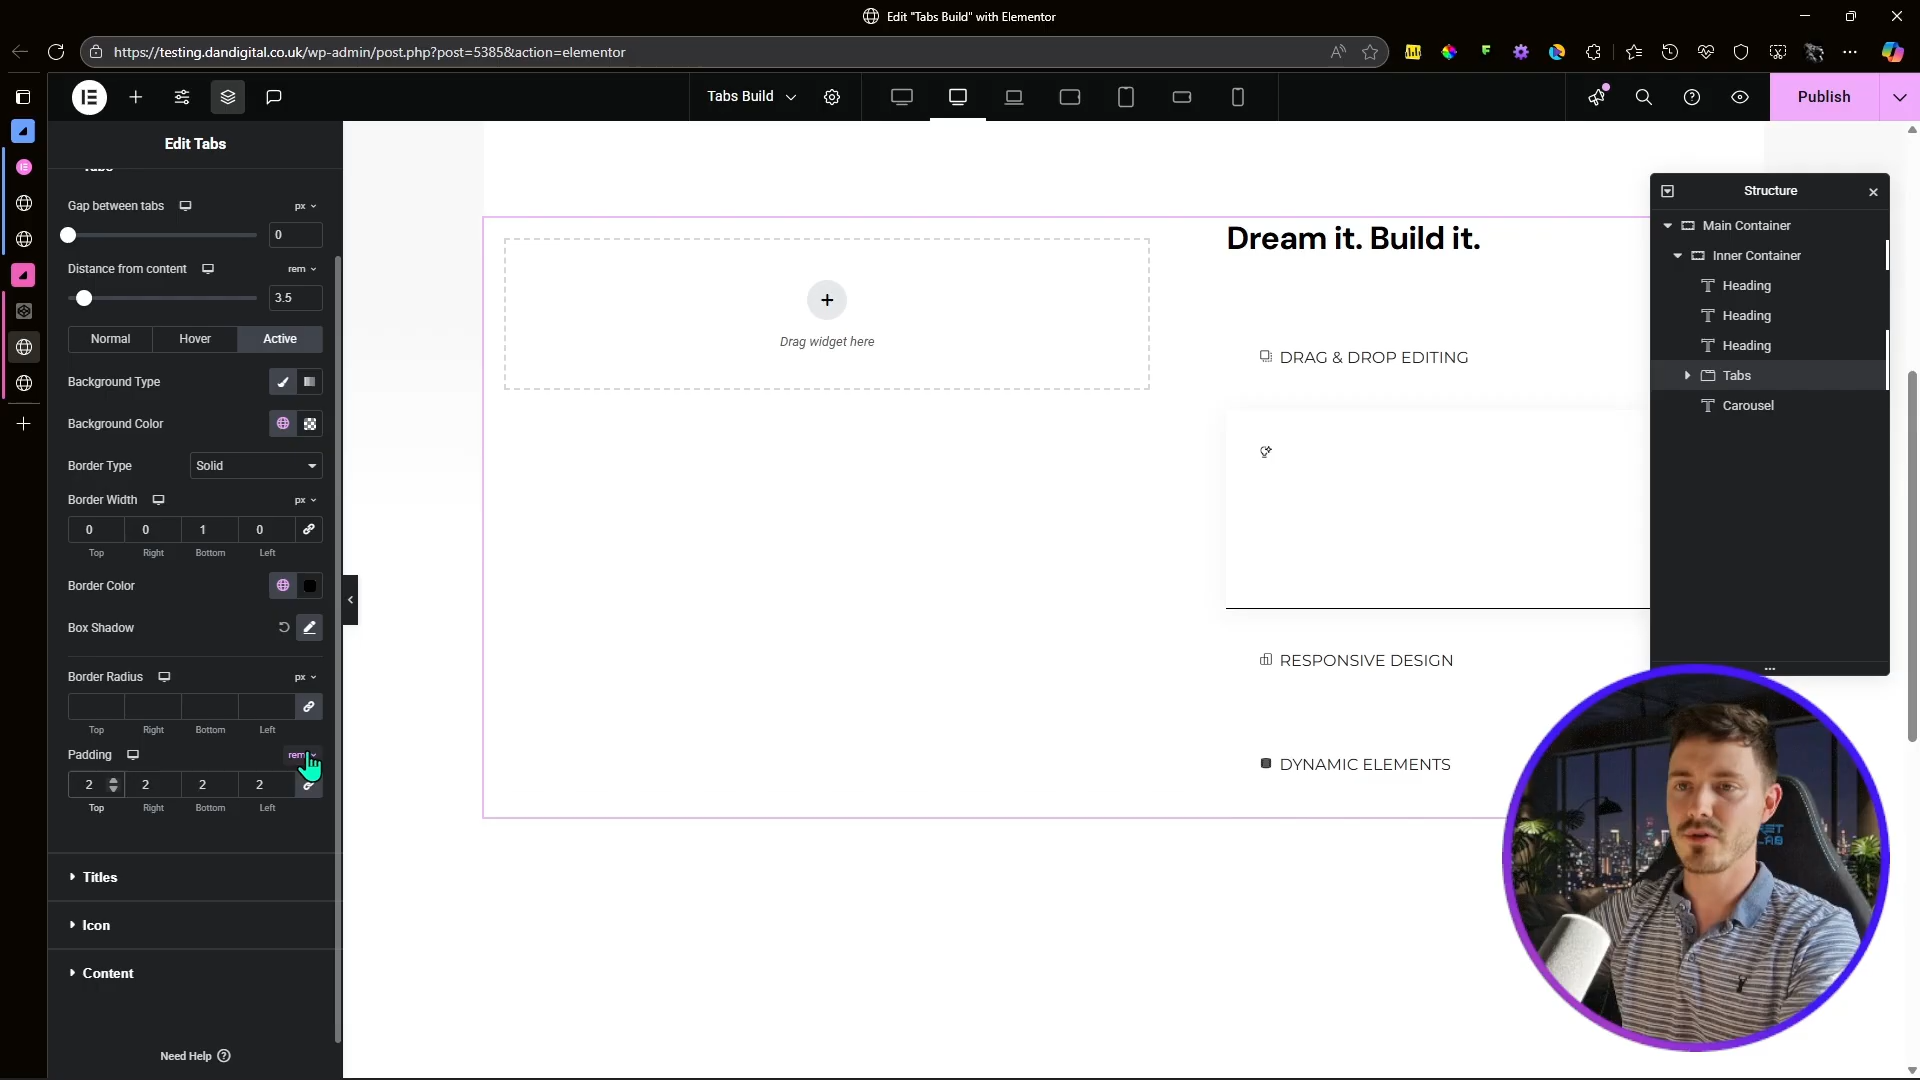 Edit "Tabs Build" with Elementor
https://testing.dandigital.co.uk/wp-admin/post.php?post=5385&action=elementor
Tabs Build
Publish
Edit Tabs
Tabs
Gap between tabs px
0
Distance from content rem
3.5
Normal Hover Active
Background Type
Background Color
Border Type Solid
Border Width px
0 0 1 0
Top Right Bottom Left
Border Color
Box Shadow
Border Radius px
Top Right Bottom Left
Padding rem
2 2 2 2
Top Right Bottom Left
Titles
Icon
Content
Need Help
Drag widget here
Dream it. Build it.
DRAG & DROP EDITING
RESPONSIVE DESIGN
DYNAMIC ELEMENTS
Structure
Main Container
Inner Container
Heading
Heading
Heading
Tabs
Carousel